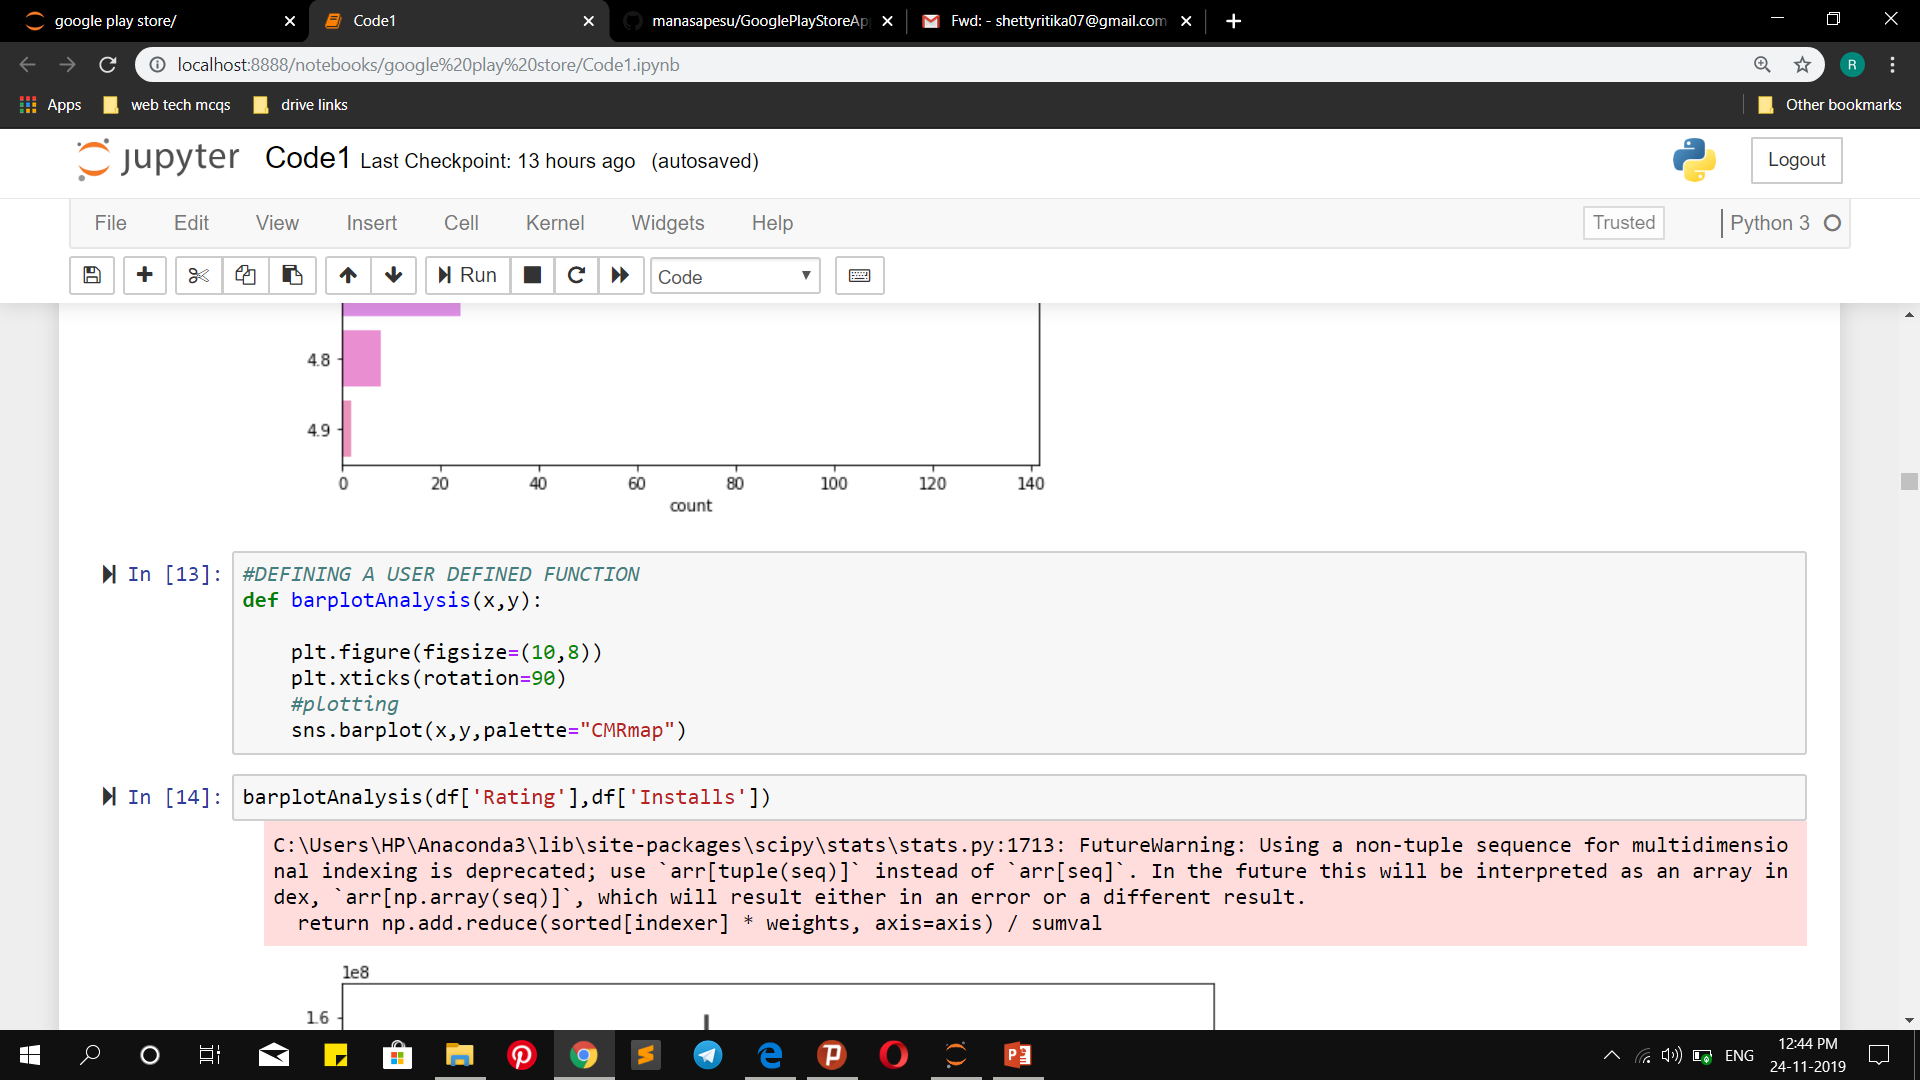 google play store/
Code1
manasapesu/GooglePlayStoreAp
Fwd: - shettyritika07@gmail.com
localhost:8888/notebooks/google%20play%20store/Code1.ipynb
R
Apps
web tech mcqs
drive links
Other bookmarks
jupyter
Code1 Last Checkpoint: 13 hours ago (autosaved)
Logout
File
Edit
View
Insert
Cell
Kernel
Widgets
Help
Trusted
Python 3
Run
Code
4.8
4.9
0 20 40 60 80 100 120 140
count
In [13]:
#DEFINING A USER DEFINED FUNCTION
def barplotAnalysis(x,y):
plt.figure(figsize=(10,8))
plt.xticks(rotation=90)
#plotting
sns.barplot(x,y,palette="CMRmap")
In [14]:
barplotAnalysis(df['Rating'],df['Installs'])
C:\Users\HP\Anaconda3\lib\site-packages\scipy\stats\stats.py:1713: FutureWarning: Using a non-tuple sequence for multidimensio
nal indexing is deprecated; use `arr[tuple(seq)]` instead of `arr[seq]`. In the future this will be interpreted as an array in
dex, `arr[np.array(seq)]`, which will result either in an error or a different result.
return np.add.reduce(sorted[indexer] * weights, axis=axis) / sumval
1e8
1.6
ENG
12:44 PM
24-11-2019